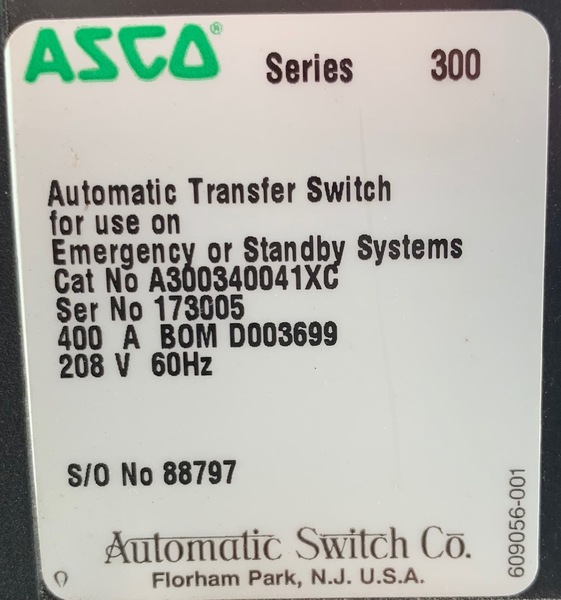 ASCO® Series 300
Automatic Transfer Switch
for use on
Emergency or Standby Systems
Cat No A300340041XC
Ser No 173005
400 A BOM D003699
208 V 60Hz
S/O No 88797
Automatic Switch Co.
Florham Park, N.J. U.S.A.
609056-001